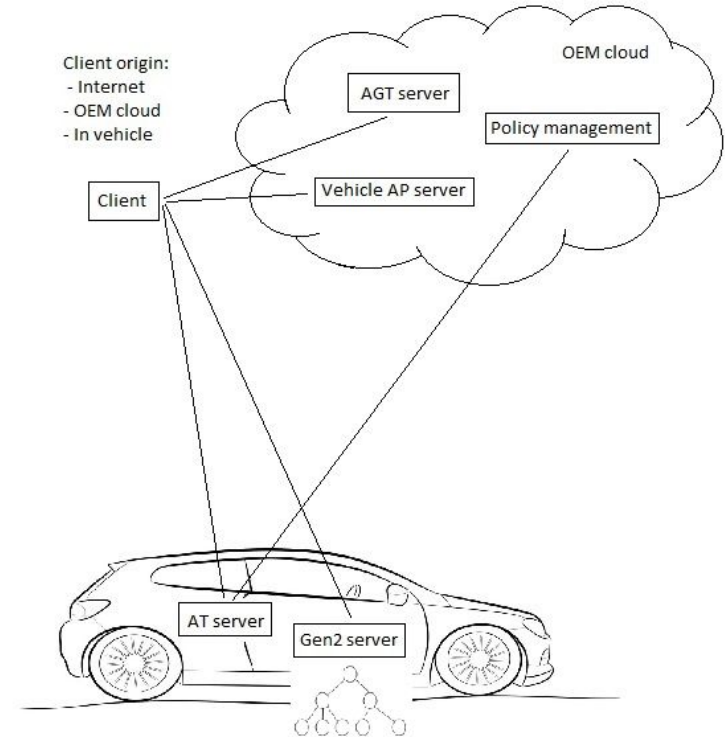 Client origin:
- Internet
- OEM cloud
- In vehicle
OEM cloud
AGT server
Policy management
Vehicle AP server
Client
AT server
Gen2 server